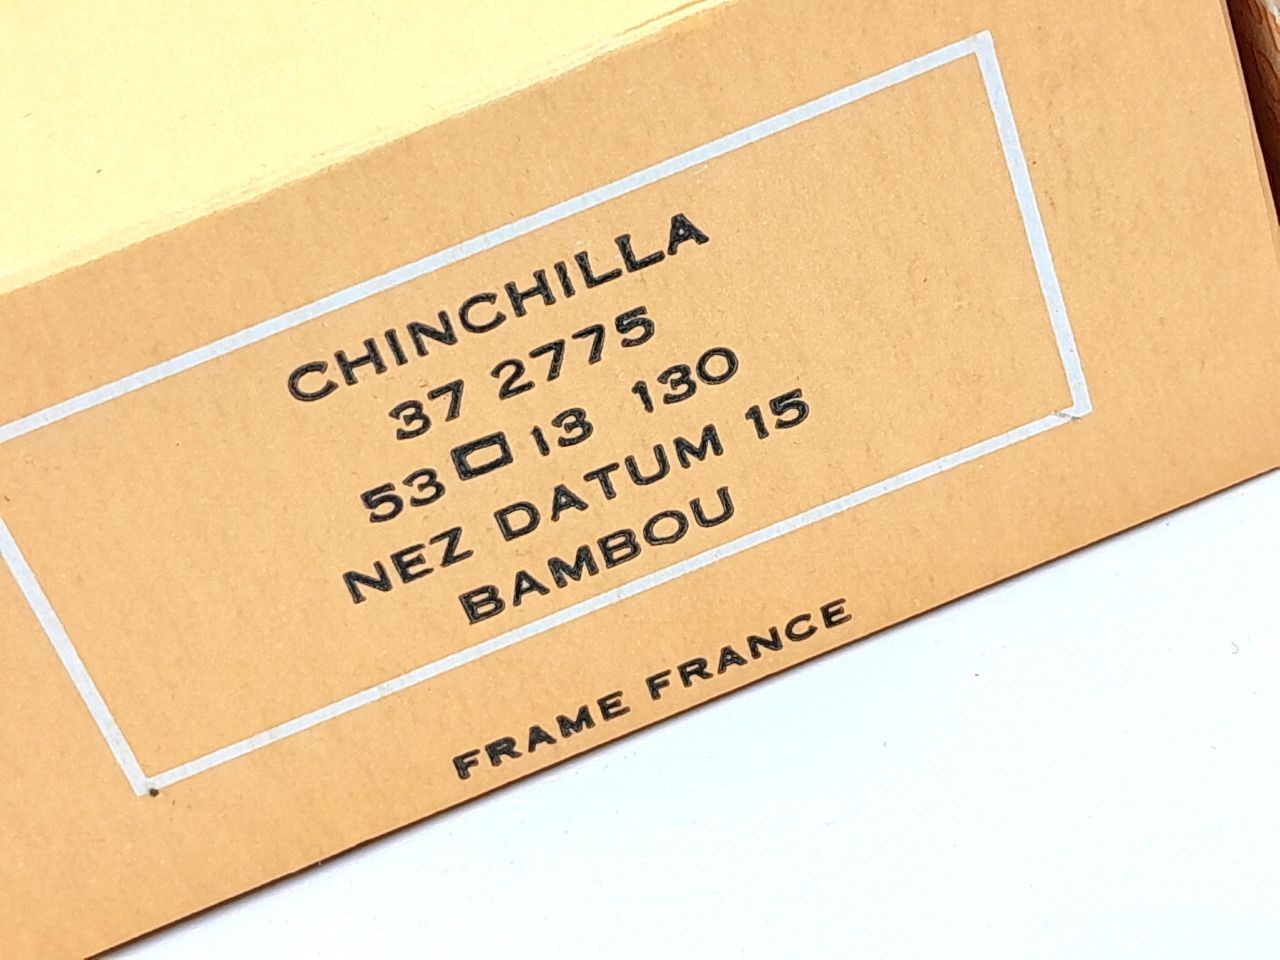 CHINCHILLA
37 2775
53□13 130
NEZ DATUM 15
BAMBOU
FRAME FRANCE